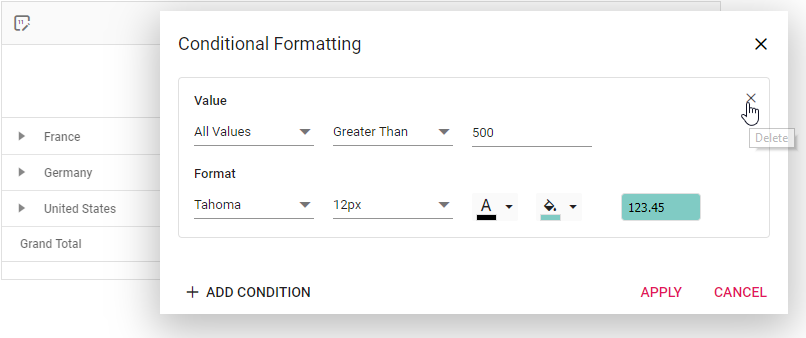 11
Conditional Formatting
Value
All Values Greater Than 500
Delete
Format
Tahoma 12px A 123.45
ADD CONDITION APPLY CANCEL
France
Germany
United States
Grand Total